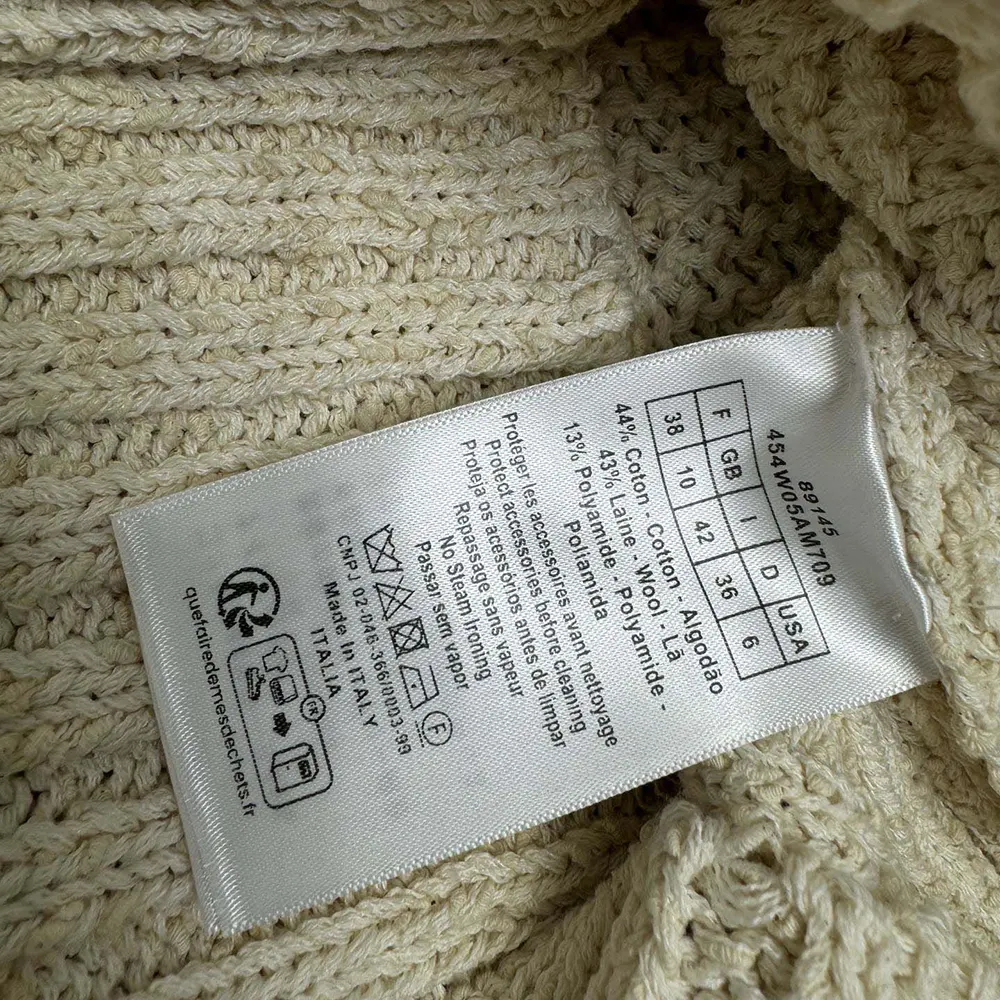 89145
454W05AM709
F GB I D USA
38 10 42 36 6
44% Coton - Cotton - Algodão
43% Laine - Wool - Lã
13% Polyamide - Polyamide -
Poliamida
Protéger les accessoires avant nettoyage
Protect accessories before cleaning
Proteja os acessórios antes de limpar
Repassage sans vapeur
No Steam Ironing
Passar sem vapor
F
CNPJ 02.046.366/0003-99
Made in ITALY
ITALIA
FR
quefairedemesdechets.fr